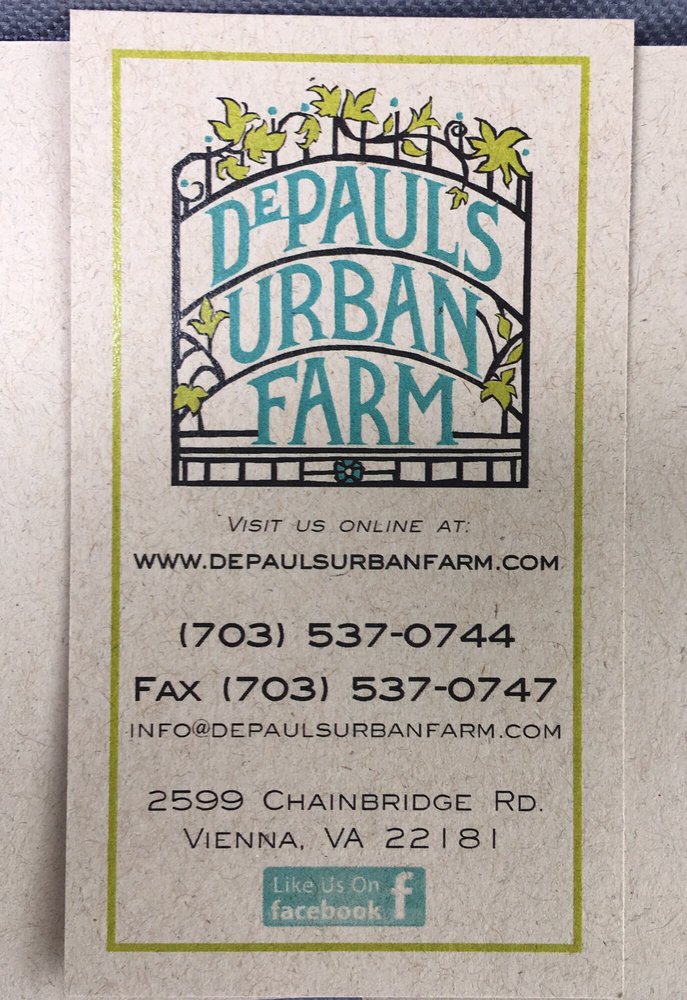 DePAUL'S
URBAN
FARM
VISIT US ONLINE AT:
WWW.DEPAULSURBANFARM.COM
(703) 537-0744
FAX (703) 537-0747
INFO@DEPAULSURBANFARM.COM
2599 CHAINBRIDGE RD.
VIENNA, VA 22181
Like Us On
facebook f